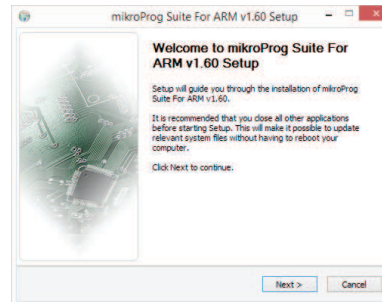 mikroProg Suite For ARM v1.60 Setup
Welcome to mikroProg Suite For
ARM v1.60 Setup
Setup will guide you through the installation of mikroProg
Suite For ARM v1.60.
It is recommended that you close all other applications
before starting Setup. This will make it possible to update
relevant system files without having to reboot your
computer.
Click Next to continue.
Next >
Cancel